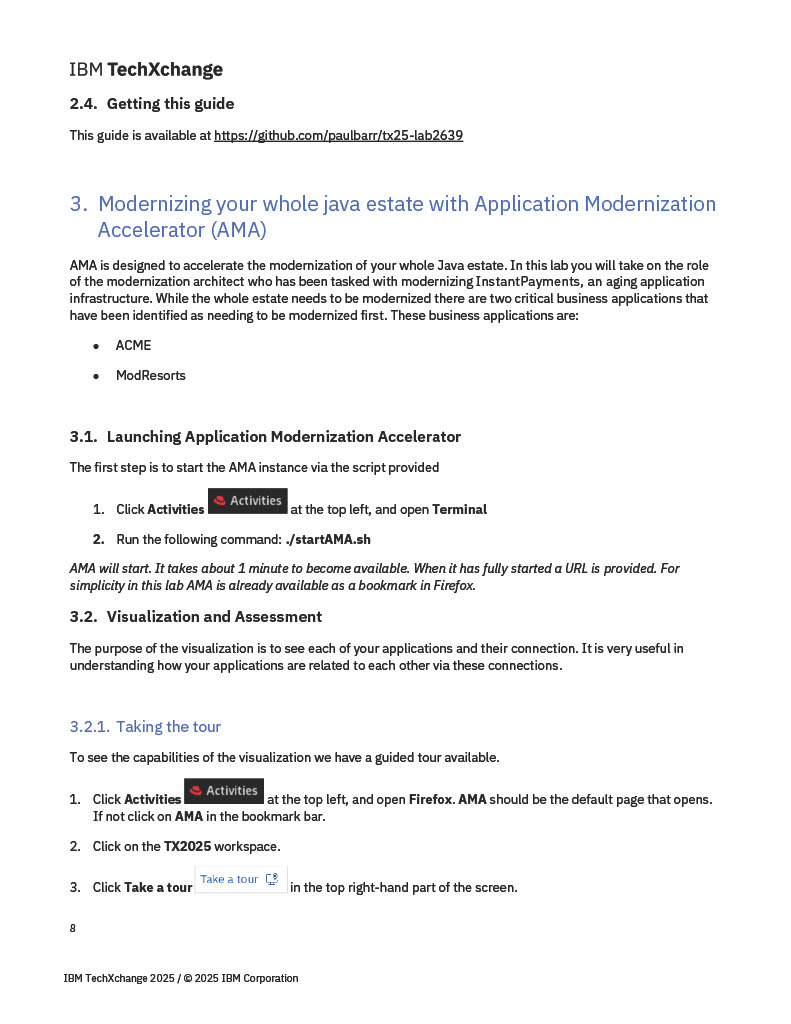 IBM TechXchange
2.4. Getting this guide
This guide is available at https://github.com/paulbarr/tx25-lab2639
3. Modernizing your whole java estate with Application Modernization
Accelerator (AMA)
AMA is designed to accelerate the modernization of your whole Java estate. In this lab you will take on the role
of the modernization architect who has been tasked with modernizing InstantPayments, an aging application
infrastructure. While the whole estate needs to be modernized there are two critical business applications that
have been identified as needing to be modernized first. These business applications are:
• ACME
• ModResorts
3.1. Launching Application Modernization Accelerator
The first step is to start the AMA instance via the script provided
1. Click Activities Activities at the top left, and open Terminal
2. Run the following command: ./startAMA.sh
AMA will start. It takes about 1 minute to become available. When it has fully started a URL is provided. For
simplicity in this lab AMA is already available as a bookmark in Firefox.
3.2. Visualization and Assessment
The purpose of the visualization is to see each of your applications and their connection. It is very useful in
understanding how your applications are related to each other via these connections.
3.2.1. Taking the tour
To see the capabilities of the visualization we have a guided tour available.
1. Click Activities Activities at the top left, and open Firefox. AMA should be the default page that opens.
If not click on AMA in the bookmark bar.
2. Click on the TX2025 workspace.
3. Click Take a tour Take a tour in the top right-hand part of the screen.
8
IBM TechXchange 2025 / © 2025 IBM Corporation